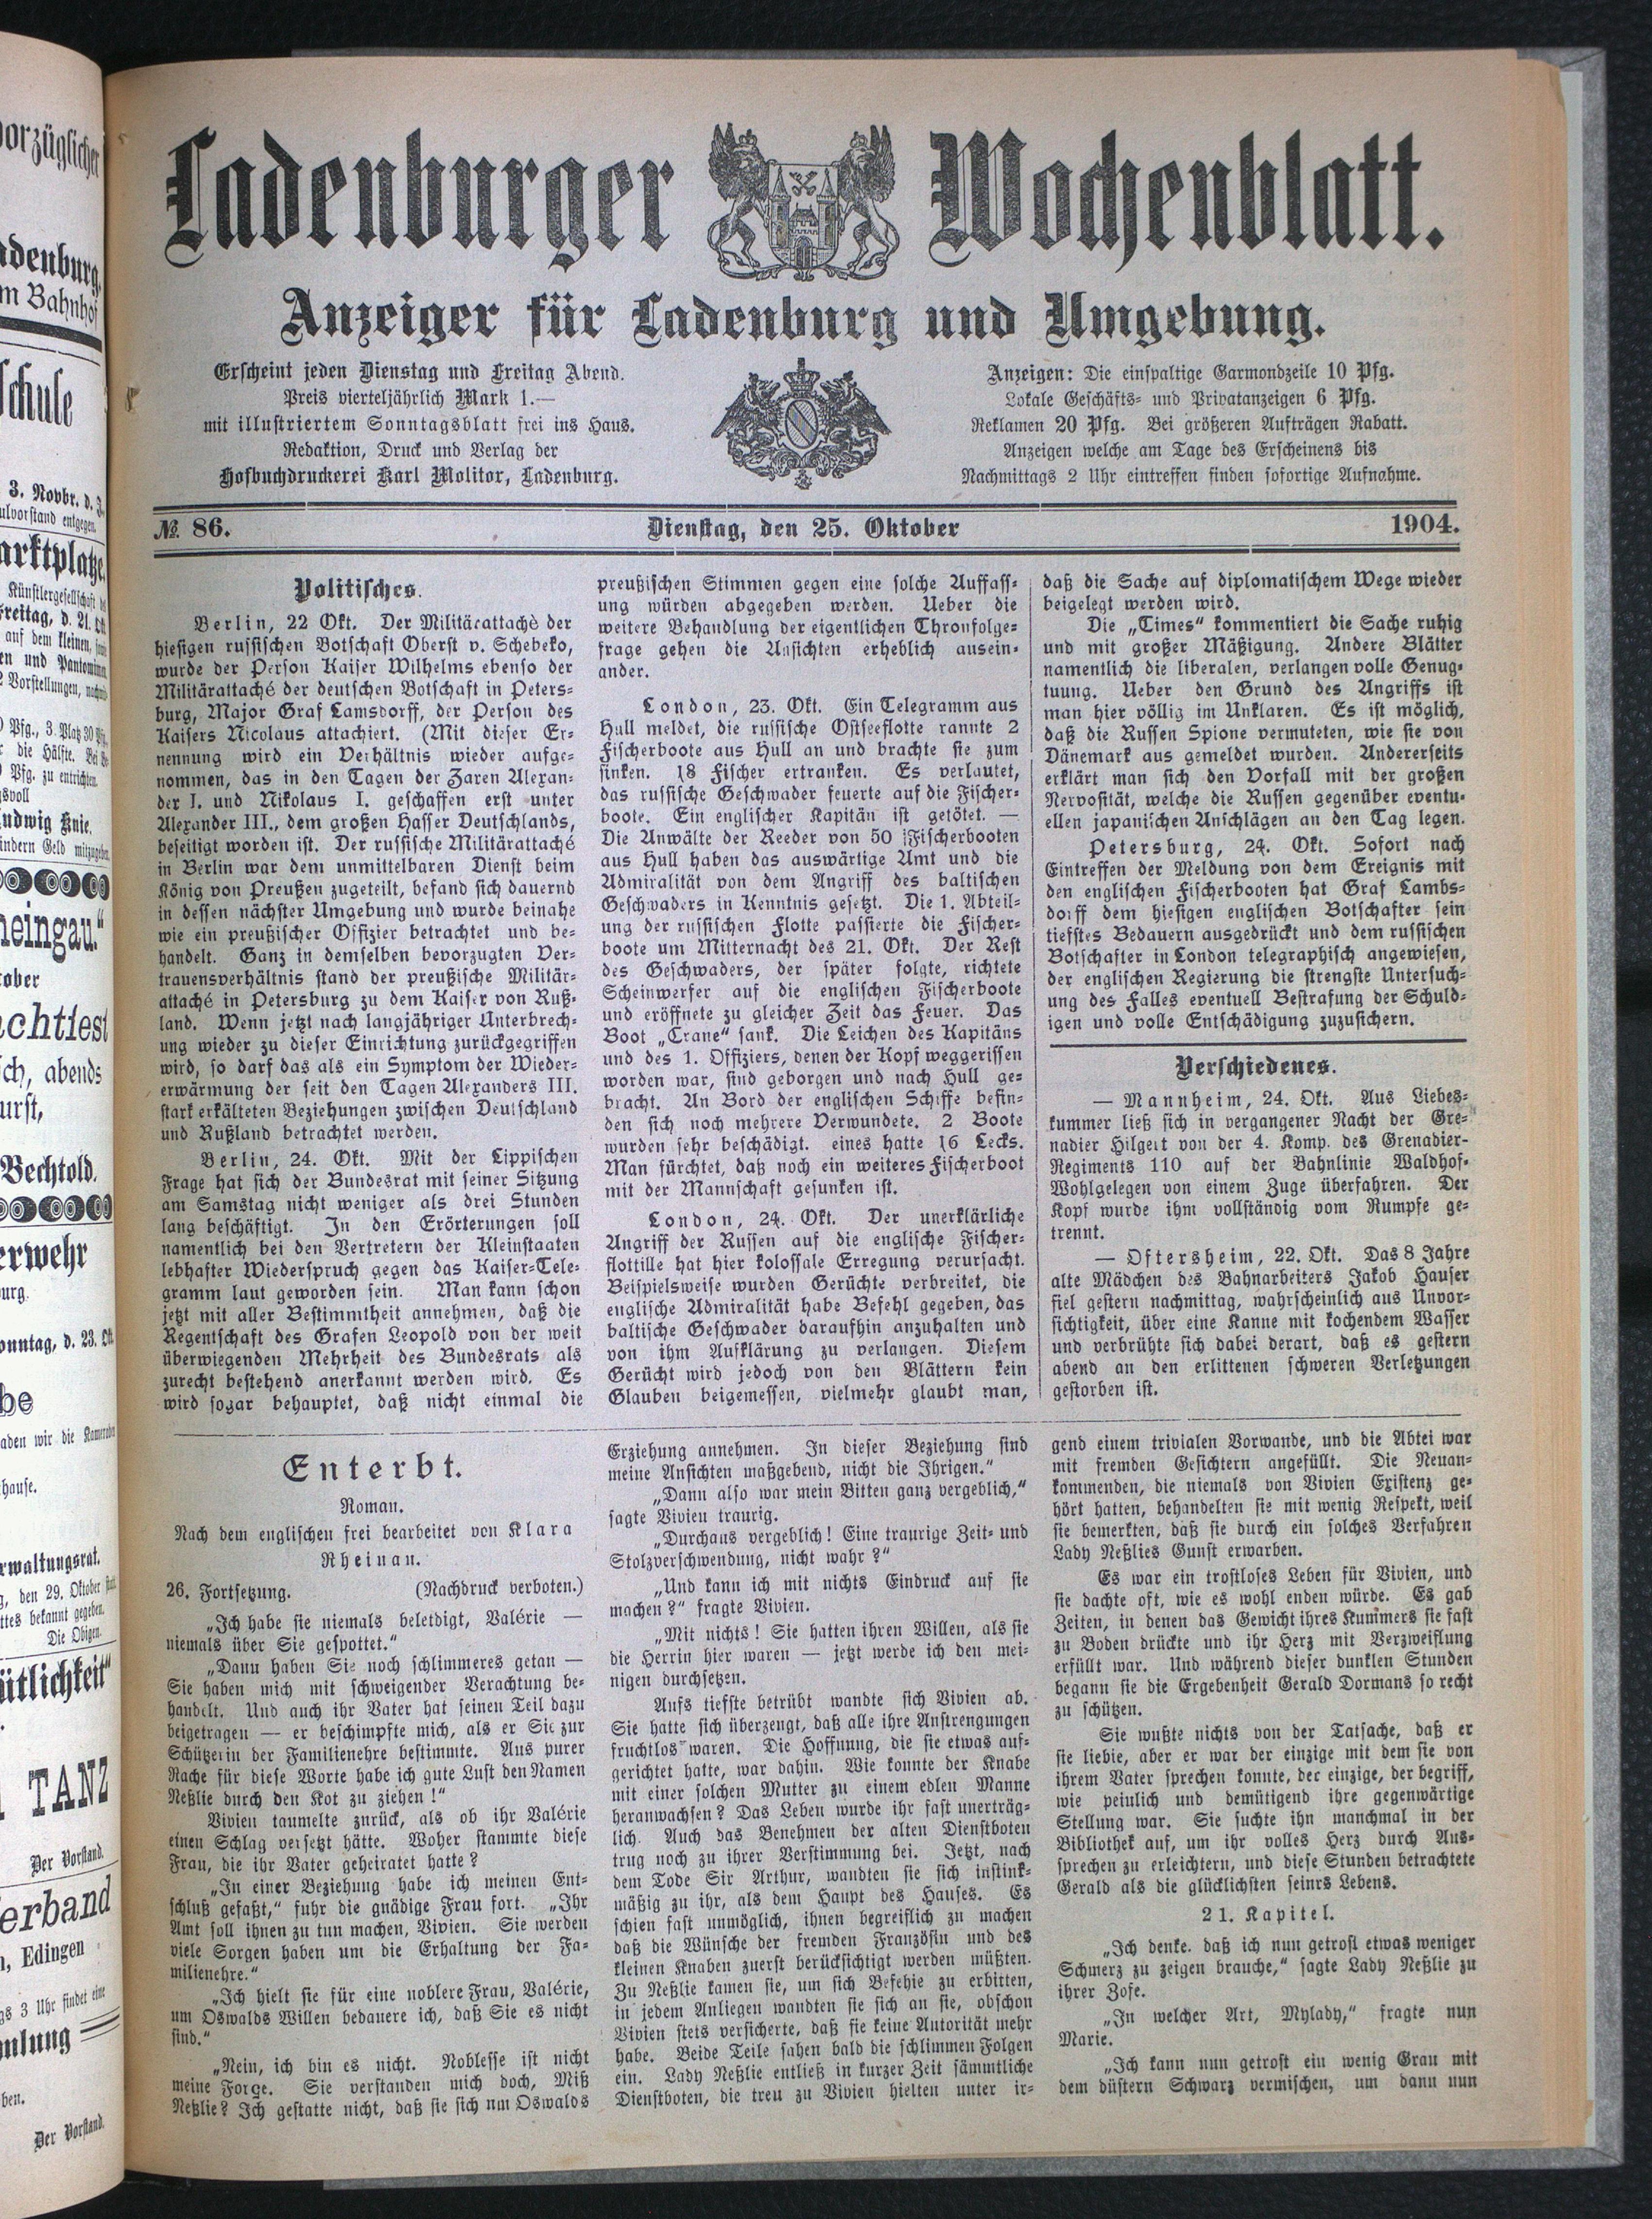 Ladenburger Wochenblatt.
Anzeiger für Ladenburg und Umgebung.
Erscheint jeden Dienstag und Freitag Abend.
Preis vierteljährlich Mark 1.—
mit illustriertem Sonntagsblatt frei ins Haus.
Redaktion, Druck und Verlag der
Hofbuchdruckerei Karl Molitor, Ladenburg.
Anzeigen: Die einspaltige Garmondzeile 10 Pfg.
Lokale Geschäfts- und Privatanzeigen 6 Pfg.
Reklamen 20 Pfg. Bei größeren Aufträgen Rabatt.
Anzeigen welche am Tage des Erscheinens bis
Nachmittags 2 Uhr eintreffen finden sofortige Aufnahme.
№ 86.
Dienstag, den 25. Oktober
1904.
Politisches.
Berlin, 22 Okt. Der Militärattachè der
hiesigen russischen Botschaft Oberst v. Schebeko,
wurde der Person Kaiser Wilhelms ebenso der
Militärattaché der deutschen Botschaft in Peters-
burg, Major Graf Lamsdorff, der Person des
Kaisers Nicolaus attachiert. (Mit dieser Er-
nennung wird ein Verhältnis wieder aufge-
nommen, das in den Tagen der Zaren Alexan-
der I. und Nikolaus I. geschaffen erst unter
Alexander III., dem großen Hasser Deutschlands,
beseitigt worden ist. Der russische Militärattaché
in Berlin war dem unmittelbaren Dienst beim
König von Preußen zugeteilt, befand sich dauernd
in dessen nächster Umgebung und wurde beinahe
wie ein preußischer Offizier betrachtet und be-
handelt. Ganz in demselben bevorzugten Ver-
trauensverhältnis stand der preußische Militär-
attaché in Petersburg zu dem Kaiser von Ruß-
land. Wenn jetzt nach langjähriger Unterbrech-
ung wieder zu dieser Einrichtung zurückgegriffen
wird, so darf das als ein Symptom der Wieder-
erwärmung der seit den Tagen Alexanders III.
stark erkälteten Beziehungen zwischen Deutschland
und Rußland betrachtet werden.
Berlin, 24. Okt. Mit der Lippischen
Frage hat sich der Bundesrat mit seiner Sitzung
am Samstag nicht weniger als drei Stunden
lang beschäftigt. In den Erörterungen soll
namentlich bei den Vertretern der Kleinstaaten
lebhafter Wiederspruch gegen das Kaiser-Tele-
gramm laut geworden sein. Man kann schon
jetzt mit aller Bestimmtheit annehmen, daß die
Regentschaft des Grafen Leopold von der weit
überwiegenden Mehrheit des Bundesrats als
zurecht bestehend anerkannt werden wird. Es
wird sogar behauptet, daß nicht einmal die
preußischen Stimmen gegen eine solche Auffass-
ung würden abgegeben werden. Ueber die
weitere Behandlung der eigentlichen Thronfolge-
frage gehen die Ansichten erheblich ausein-
ander.
London, 23. Okt. Ein Telegramm aus
Hull meldet, die russische Ostseeflotte rannte 2
Fischerboote aus Hull an und brachte sie zum
sinken. 18 Fischer ertranken. Es verlautet,
das russische Geschwader feuerte auf die Fischer-
boote. Ein englischer Kapitän ist getötet. —
Die Anwälte der Reeder von 50 Fischerbooten
aus Hull haben das auswärtige Amt und die
Admiralität von dem Angriff des baltischen
Geschwaders in Kenntnis gesetzt. Die 1. Abteil-
ung der russischen Flotte passierte die Fischer-
boote um Mitternacht des 21. Okt. Der Rest
des Geschwaders, der später folgte, richtete
Scheinwerfer auf die englischen Fischerboote
und eröffnete zu gleicher Zeit das Feuer. Das
Boot „Crane“ sank. Die Leichen des Kapitäns
und des 1. Offiziers, denen der Kopf weggerissen
worden war, sind geborgen und nach Hull ge-
bracht. An Bord der englischen Schiffe befin-
den sich noch mehrere Verwundete. 2 Boote
wurden sehr beschädigt. eines hatte 16 Lecks.
Man fürchtet, daß noch ein weiteres Fischerboot
mit der Mannschaft gesunken ist.
London, 24. Okt. Der unerklärliche
Angriff der Russen auf die englische Fischer-
flottille hat hier kolossale Erregung verursacht.
Beispielsweise wurden Gerüchte verbreitet, die
englische Admiralität habe Befehl gegeben, das
baltische Geschwader daraufhin anzuhalten und
von ihm Aufklärung zu verlangen. Diesem
Gerücht wird jedoch von den Blättern kein
Glauben beigemessen, vielmehr glaubt man,
daß die Sache auf diplomatischem Wege wieder
beigelegt werden wird.
Die „Times“ kommentiert die Sache ruhig
und mit großer Mäßigung. Andere Blätter
namentlich die liberalen, verlangen volle Genug-
tuung. Ueber den Grund des Angriffs ist
man hier völlig im Unklaren. Es ist möglich,
daß die Russen Spione vermuteten, wie sie von
Dänemark aus gemeldet wurden. Andererseits
erklärt man sich den Vorfall mit der großen
Nervosität, welche die Russen gegenüber eventu-
ellen japanischen Anschlägen an den Tag legen.
Petersburg, 24. Okt. Sofort nach
Eintreffen der Meldung von dem Ereignis mit
den englischen Fischerbooten hat Graf Lambs-
dorff dem hiesigen englischen Botschafter sein
tiefstes Bedauern ausgedrückt und dem russischen
Botschafter in London telegraphisch angewiesen,
der englischen Regierung die strengste Untersuch-
ung des Falles eventuell Bestrafung der Schuld-
igen und volle Entschädigung zuzusichern.
Verschiedenes.
— Mannheim, 24. Okt. Aus Liebes-
kummer ließ sich in vergangener Nacht der Gre-
nadier Hilgert von der 4. Komp. des Grenadier-
Regiments 110 auf der Bahnlinie Waldhof-
Wohlgelegen von einem Zuge überfahren. Der
Kopf wurde ihm vollständig vom Rumpfe ge-
trennt.
— Oftersheim, 22. Okt. Das 8 Jahre
alte Mädchen des Bahnarbeiters Jakob Hauser
fiel gestern nachmittag, wahrscheinlich aus Unvor-
sichtigkeit, über eine Kanne mit kochendem Wasser
und verbrühte sich dabei derart, daß es gestern
abend an den erlittenen schweren Verletzungen
gestorben ist.
Enterbt.
Roman.
Nach dem englischen frei bearbeitet von Klara
Rheinau.
26. Fortsetzung. (Nachdruck verboten.)
„Ich habe sie niemals beleidigt, Valérie —
niemals über Sie gespottet.“
„Dann haben Sie noch schlimmeres getan —
Sie haben mich mit schweigender Verachtung be-
handelt. Und auch ihr Vater hat seinen Teil dazu
beigetragen — er beschimpfte mich, als er Sie zur
Schützerin der Familienehre bestimmte. Aus purer
Rache für diese Worte habe ich gute Lust den Namen
Neßlie durch den Kot zu ziehen!“
Vivien taumelte zurück, als ob ihr Valérie
einen Schlag versetzt hätte. Woher stammte diese
Frau, die ihr Vater geheiratet hatte?
„In einer Beziehung habe ich meinen Ent-
schluß gefaßt,“ fuhr die gnädige Frau fort. „Ihr
Amt soll ihnen zu tun machen, Vivien. Sie werden
viele Sorgen haben um die Erhaltung der Fa-
milienehre.“
„Ich hielt sie für eine noblere Frau, Valérie,
um Oswalds Willen bedauere ich, daß Sie es nicht
sind.“
„Nein, ich bin es nicht. Noblesse ist nicht
meine Forge. Sie verstanden mich doch, Miß
Neßlie? Ich gestatte nicht, daß sie sich um Oswalds
Erziehung annehmen. In dieser Beziehung sind
meine Ansichten maßgebend, nicht die Ihrigen.“
„Dann also war mein Bitten ganz vergeblich,“
sagte Vivien traurig.
„Durchaus vergeblich! Eine traurige Zeit- und
Stolzverschwendung, nicht wahr?“
„Und kann ich mit nichts Eindruck auf sie
machen?“ fragte Vivien.
„Mit nichts! Sie hatten ihren Willen, als sie
die Herrin hier waren — jetzt werde ich den mei-
nigen durchsetzen.
Aufs tiefste betrübt wandte sich Vivien ab.
Sie hatte sich überzeugt, daß alle ihre Anstrengungen
fruchtlos waren. Die Hoffnung, die sie etwas auf-
gerichtet hatte, war dahin. Wie konnte der Knabe
mit einer solchen Mutter zu einem edlen Manne
heranwachsen? Das Leben wurde ihr fast unerträg-
lich. Auch das Benehmen der alten Dienstboten
trug noch zu ihrer Verstimmung bei. Jetzt, nach
dem Tode Sir Arthur, wandten sie sich instink-
mäßig zu ihr, als dem Haupt des Hauses. Es
schien fast unmöglich, ihnen begreiflich zu machen
daß die Wünsche der fremden Französin und des
kleinen Knaben zuerst berücksichtigt werden müßten.
Zu Neßlie kamen sie, um sich Befehie zu erbitten,
in jedem Anliegen wandten sie sich an sie, obschon
Vivien stets versicherte, daß sie keine Autorität mehr
habe. Beide Teile sahen bald die schlimmen Folgen
ein. Lady Neßlie entließ in kurzer Zeit sämmtliche
Dienstboten, die treu zu Vivien hielten unter ir-
gend einem trivialen Vorwande, und die Abtei war
mit fremden Gesichtern angefüllt. Die Neuan-
kommenden, die niemals von Vivien Existenz ge-
hört hatten, behandelten sie mit wenig Respekt, weil
sie bemerkten, daß sie durch ein solches Verfahren
Lady Neßlies Gunst erwarben.
Es war ein trostloses Leben für Vivien, und
sie dachte oft, wie es wohl enden würde. Es gab
Zeiten, in denen das Gewicht ihres Kummers sie fast
zu Boden drückte und ihr Herz mit Verzweiflung
erfüllt war. Und während dieser dunklen Stunden
begann sie die Ergebenheit Gerald Dormans so recht
zu schützen.
Sie wußte nichts von der Tatsache, daß er
sie liebte, aber er war der einzige mit dem sie von
ihrem Vater sprechen konnte, der einzige, der begriff,
wie peinlich und demütigend ihre gegenwärtige
Stellung war. Sie suchte ihn manchmal in der
Bibliothek auf, um ihr volles Herz durch Aus-
sprechen zu erleichtern, und diese Stunden betrachtete
Gerald als die glücklichsten seinrs Lebens.
21. Kapitel.
„Ich denke. daß ich nun getrost etwas weniger
Schmerz zu zeigen brauche,“ sagte Lady Neßlie zu
ihrer Zofe.
„In welcher Art, Mylady,“ fragte nun
Marie.
„Ich kann nun getrost ein wenig Grau mit
dem düstern Schwarz vermischen, um dann nun